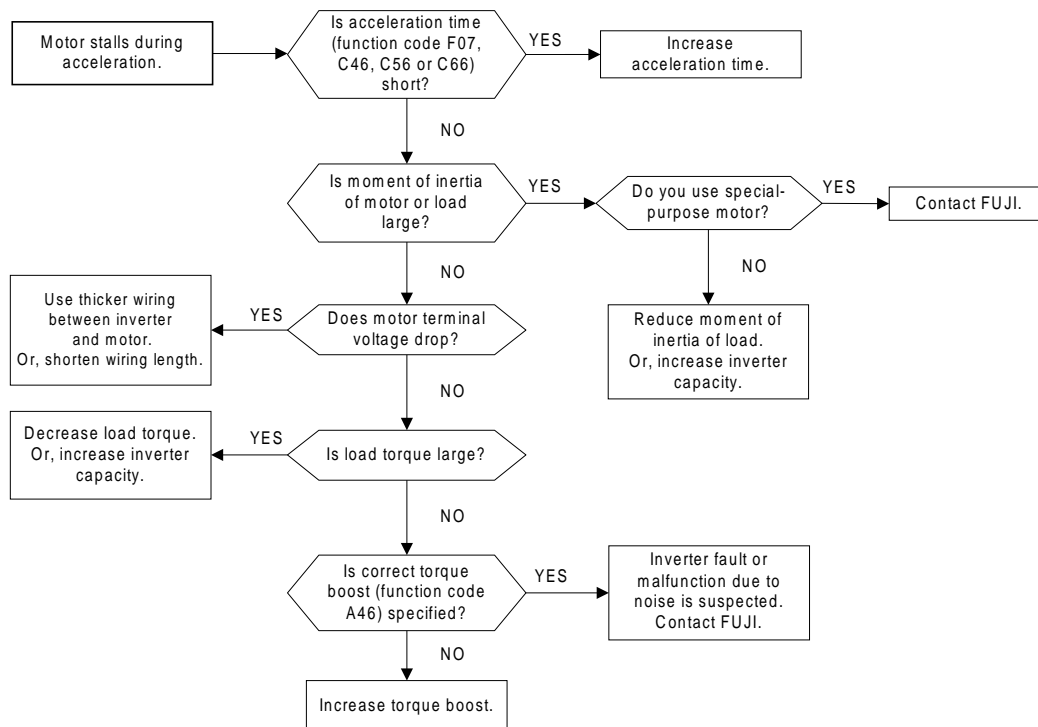 Motor stalls during
acceleration.
Is acceleration time
(function code F07,
C46, C56 or C66)
short?
YES
Increase
acceleration time.
NO
Is moment of inertia
of motor or load
large?
YES
Do you use special-
purpose motor?
YES
Contact FUJI.
NO
NO
Reduce moment of
inertia of load.
Or, increase inverter
capacity.
Does motor terminal
voltage drop?
YES
Use thicker wiring
between inverter
and motor.
Or, shorten wiring length.
NO
Is load torque large?
YES
Decrease load torque.
Or, increase inverter
capacity.
NO
Is correct torque
boost (function code
A46) specified?
YES
Inverter fault or
malfunction due to
noise is suspected.
Contact FUJI.
NO
Increase torque boost.